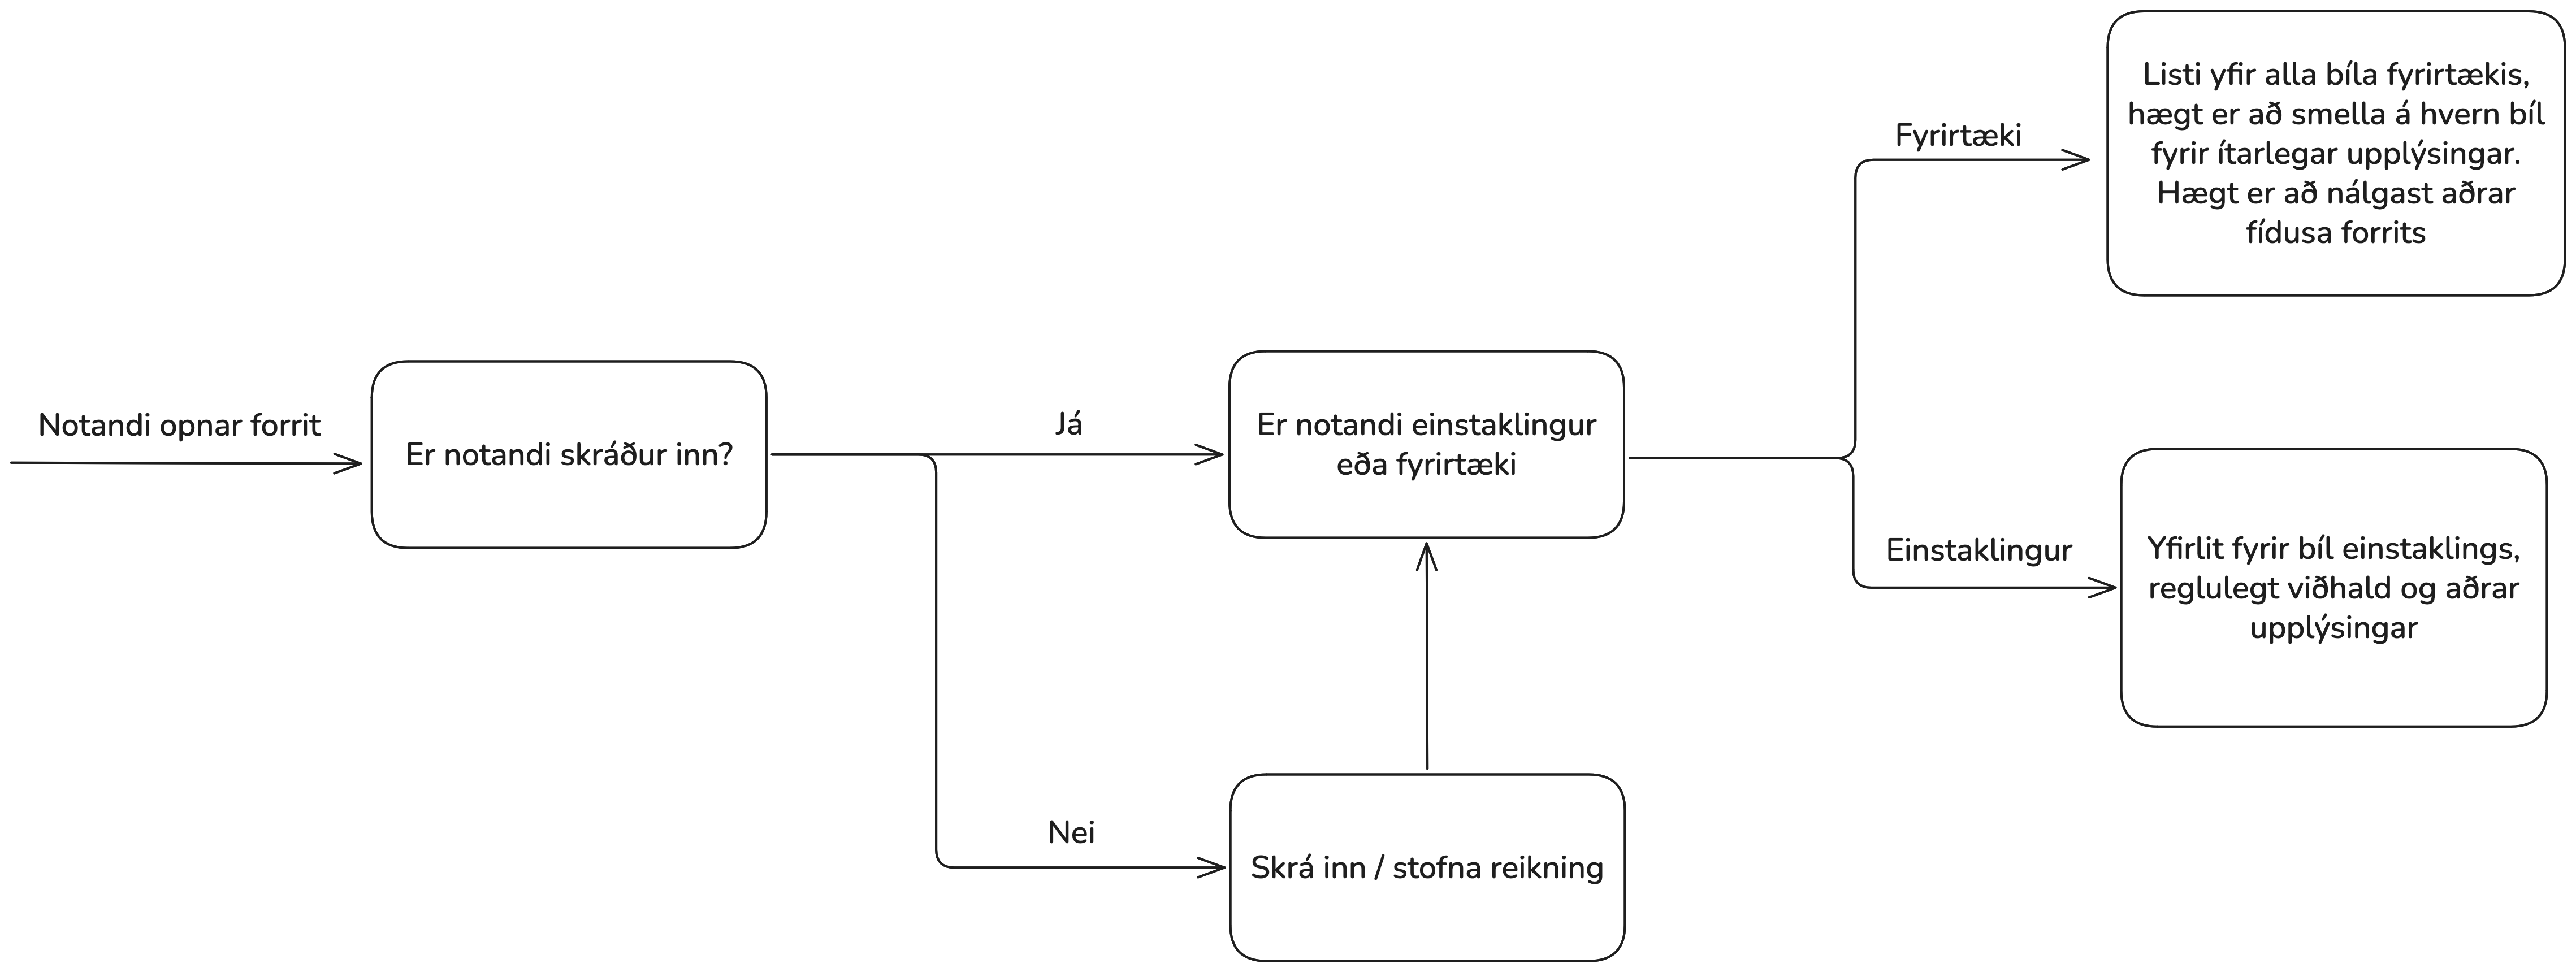 Notandi opnar forrit
Er notandi skráður inn?
Já
Nei
Er notandi einstaklingur
eða fyrirtæki
Skrá inn / stofna reikning
Fyrirtæki
Einstaklingur
Listi yfir alla bíla fyrirtækis,
hægt er að smella á hvern bíl
fyrir ítarlegar upplýsingar.
Hægt er að nálgast aðrar
fídusa forrits
Yfirlit fyrir bíl einstaklings,
reglulegt viðhald og aðrar
upplýsingar